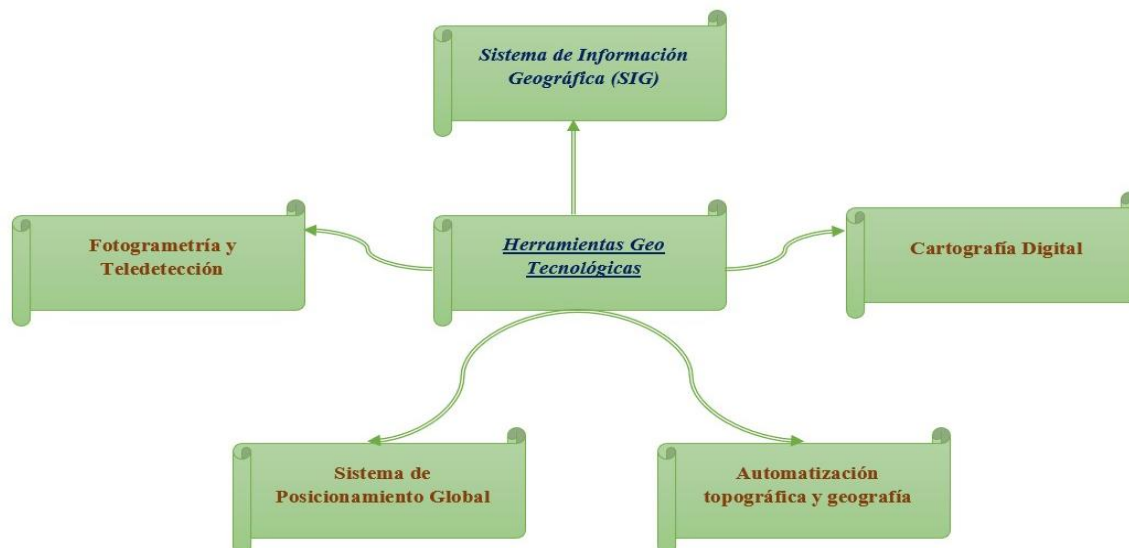 Sistema de Información
Geográfica (SIG)
Fotogrametría y
Teledetección
Herramientas Geo
Tecnológicas
Cartografía Digital
Sistema de
Posicionamiento Global
Automatización
topográfica y geografía